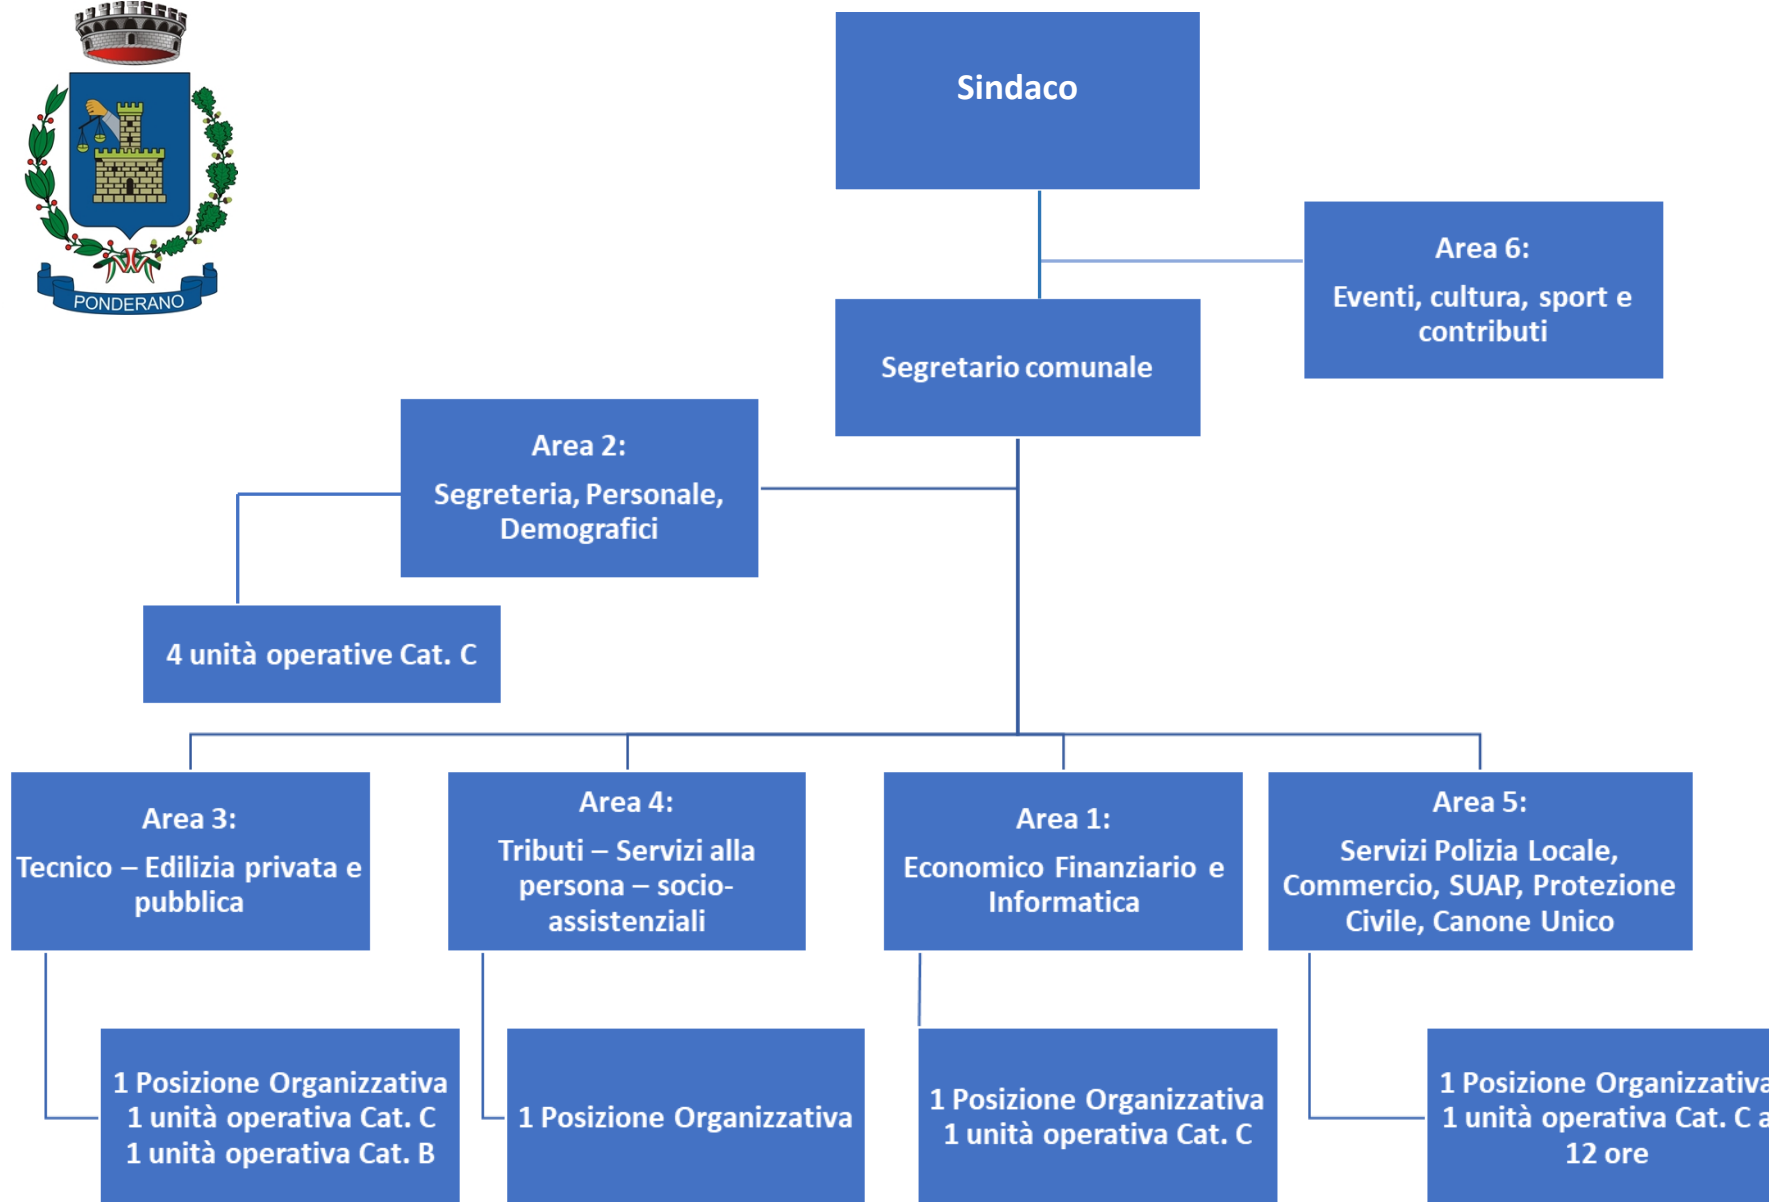 PONDERANO
Sindaco
Area 6:
Eventi, cultura, sport e
contributi
Segretario comunale
Area 2:
Segreteria, Personale,
Demografici
4 unità operative Cat. C
Area 3:
Tecnico – Edilizia privata e
pubblica
Area 4:
Tributi – Servizi alla
persona – socio-
assistenziali
Area 1:
Economico Finanziario e
Informatica
Area 5:
Servizi Polizia Locale,
Commercio, SUAP, Protezione
Civile, Canone Unico
1 Posizione Organizzativa
1 unità operativa Cat. C
1 unità operativa Cat. B
1 Posizione Organizzativa
1 Posizione Organizzativa
1 unità operativa Cat. C
1 Posizione Organizzativa
1 unità operativa Cat. C a
12 ore